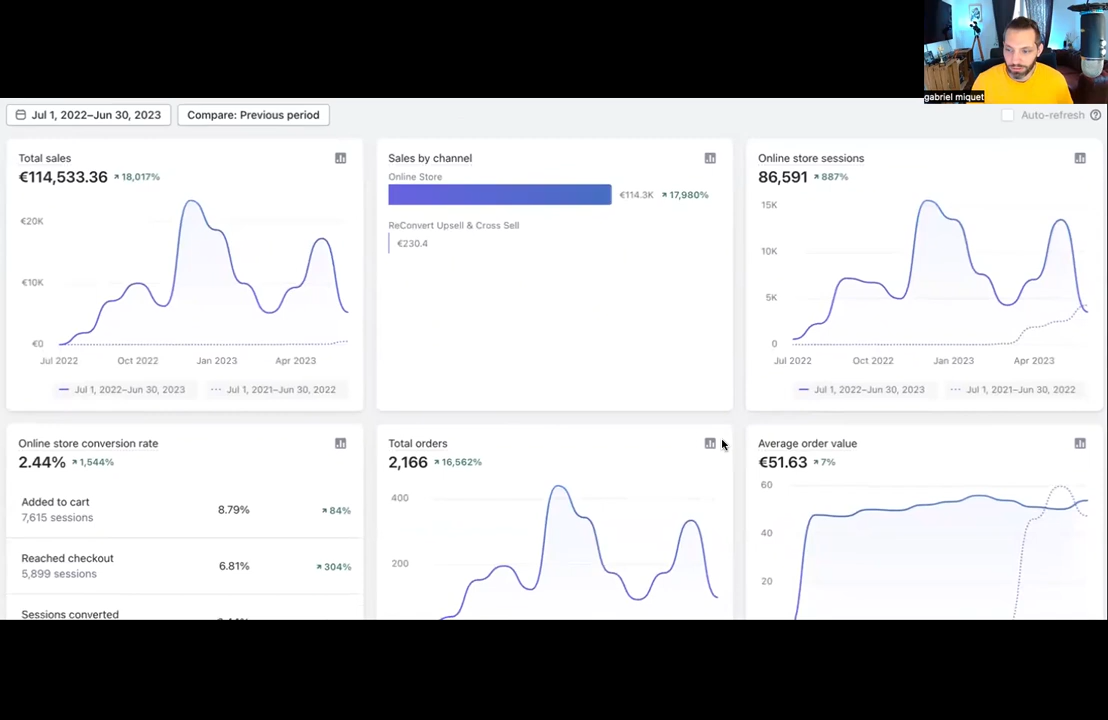 gabriel miquet
Jul 1, 2022–Jun 30, 2023
Compare: Previous period
Auto-refresh
Total sales
€114,533.36 ↗ 18,017%
€20K
€10K
€0
Jul 2022 Oct 2022 Jan 2023 Apr 2023
Jul 1, 2022–Jun 30, 2023 Jul 1, 2021–Jun 30, 2022
Sales by channel
Online Store
€114.3K ↗ 17,980%
ReConvert Upsell & Cross Sell
€230.4
Online store sessions
86,591 ↗ 887%
15K
10K
5K
0
Jul 2022 Oct 2022 Jan 2023 Apr 2023
Jul 1, 2022–Jun 30, 2023 Jul 1, 2021–Jun 30, 2022
Online store conversion rate
2.44% ↗ 1,544%
Added to cart
7,615 sessions
8.79% ↗ 84%
Reached checkout
5,899 sessions
6.81% ↗ 304%
Sessions converted
Total orders
2,166 ↗ 16,562%
400
200
Average order value
€51.63 ↗ 7%
60
40
20